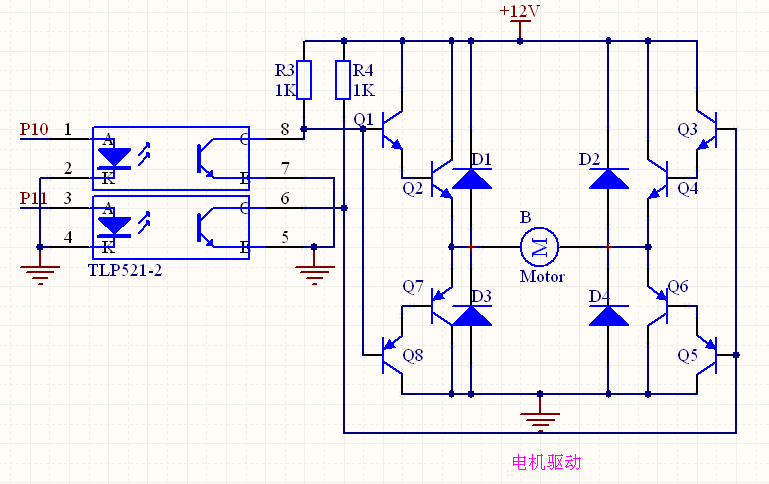 +12V
R3
1K
R4
1K
Q1
Q3
P10
1
A
C
8
2
K
E
7
P11
3
A
C
6
4
K
E
5
TLP521-2
Q2
D1
D2
Q4
B
M
Motor
Q7
D3
D4
Q6
Q8
Q5
电机驱动